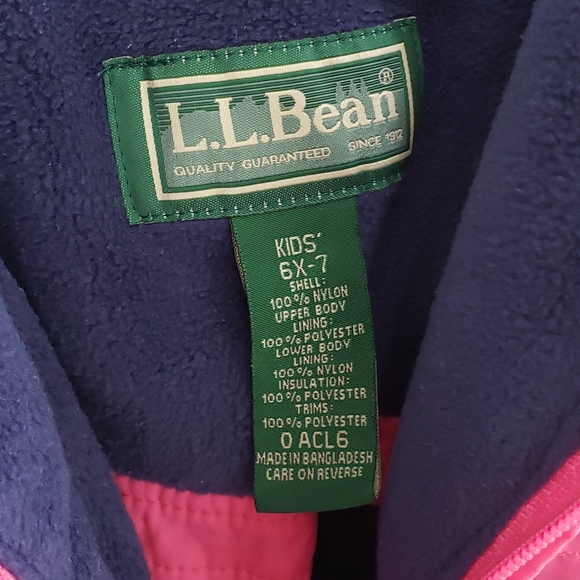 L.L.Bean®
QUALITY GUARANTEED SINCE 1912
KIDS'
6X-7
SHELL:
100% NYLON
UPPER BODY
LINING:
100% POLYESTER
LOWER BODY
LINING:
100% NYLON
INSULATION:
100% POLYESTER
TRIMS:
100% POLYESTER
0 ACL6
MADE IN BANGLADESH
CARE ON REVERSE